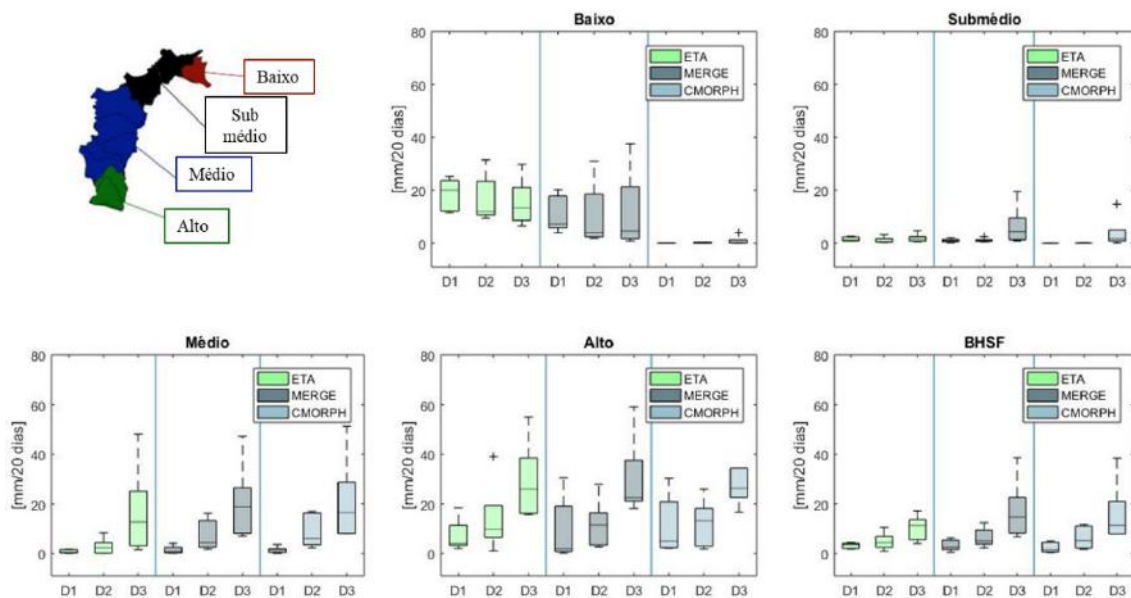 Baixo
Sub
médio
Médio
Alto
Baixo
80
60
40
20
0
[mm/20 dias]
ETA
MERGE
CMORPH
D1 D2 D3 D1 D2 D3 D1 D2 D3
Submédio
80
60
40
20
0
[mm/20 dias]
ETA
MERGE
CMORPH
D1 D2 D3 D1 D2 D3 D1 D2 D3
Médio
80
60
40
20
0
[mm/20 dias]
ETA
MERGE
CMORPH
D1 D2 D3 D1 D2 D3 D1 D2 D3
Alto
80
60
40
20
0
[mm/20 dias]
ETA
MERGE
CMORPH
D1 D2 D3 D1 D2 D3 D1 D2 D3
BHSF
80
60
40
20
0
[mm/20 dias]
ETA
MERGE
CMORPH
D1 D2 D3 D1 D2 D3 D1 D2 D3